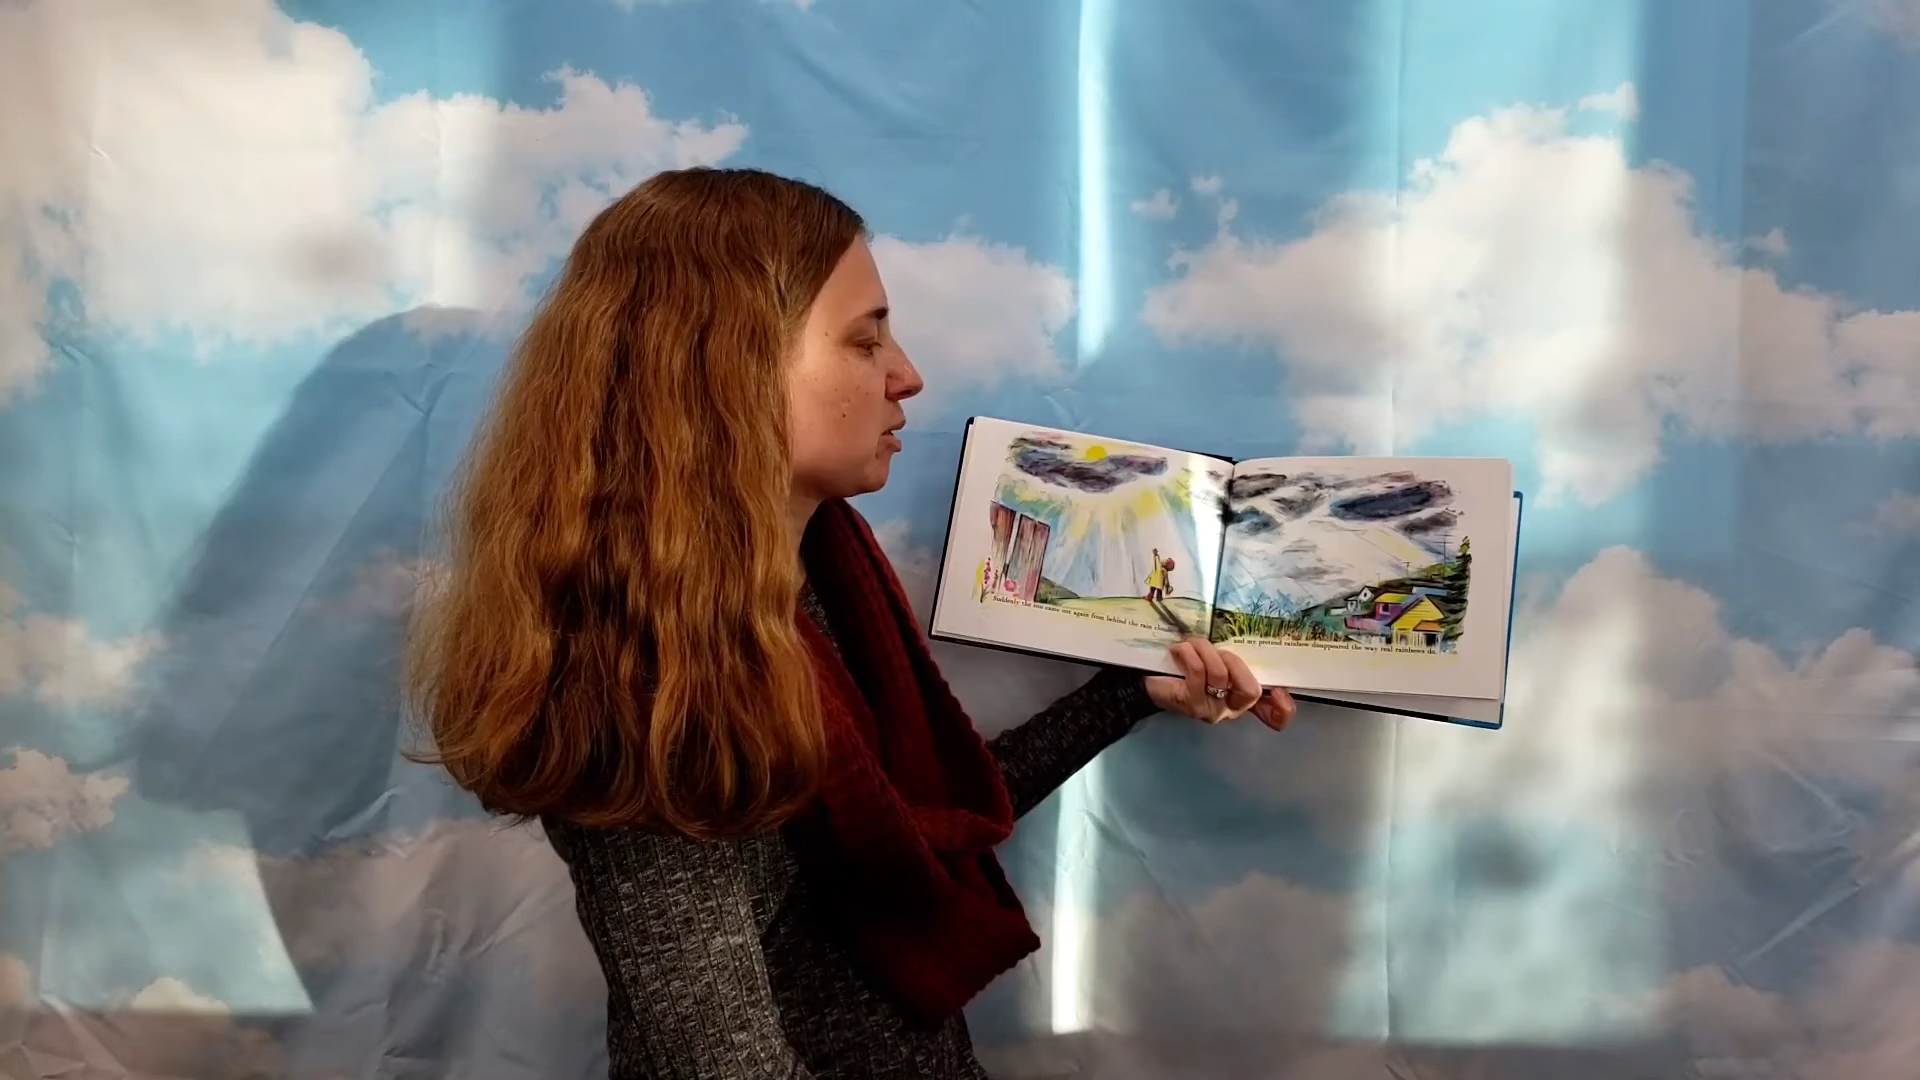 Suddenly the sun came out again from behind the rain clouds
and my pretend rainbow disappeared the way real rainbows do.